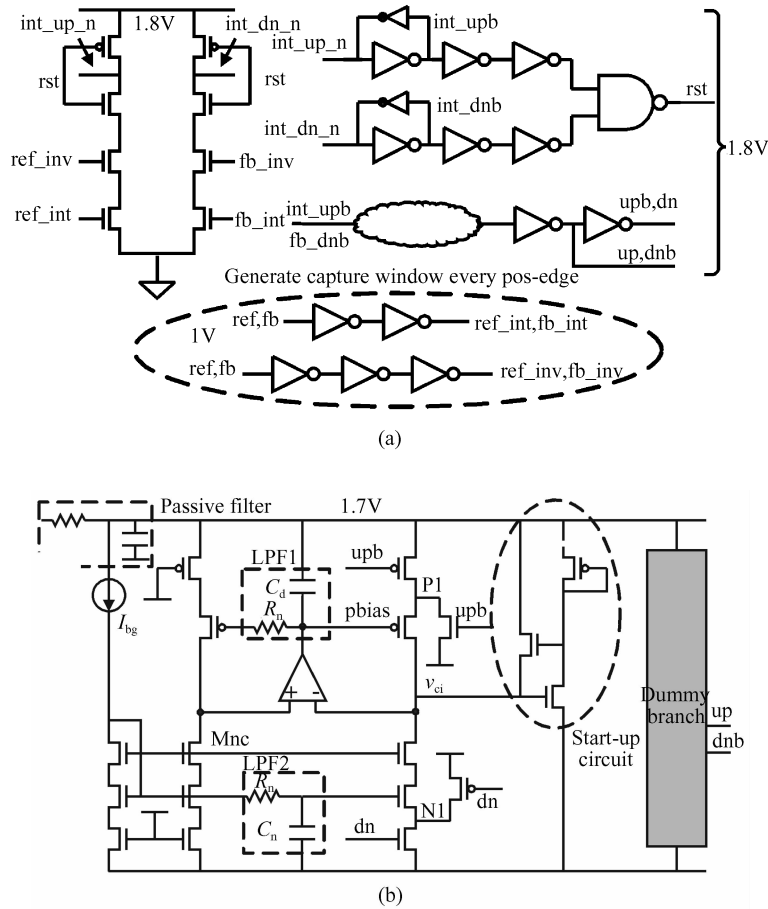 int_up_n
1.8V
int_dn_n
rst
rst
ref_inv
fb_inv
ref_int
fb_int
int_up_n
int_upb
int_dn_n
int_dnb
rst
1.8V
int_upb
fb_dnb
upb,dn
up,dnb
Generate capture window every pos-edge
1V
ref,fb
ref_int,fb_int
ref,fb
ref_inv,fb_inv
(a)
Passive filter
1.7V
LPF1
Cd
Rn
upb
P1
pbias
upb
Ibg
+ -
vci
Mnc
LPF2
Rn
Cn
dn
N1
dn
Start-up
circuit
Dummy
branch
up
dnb
(b)